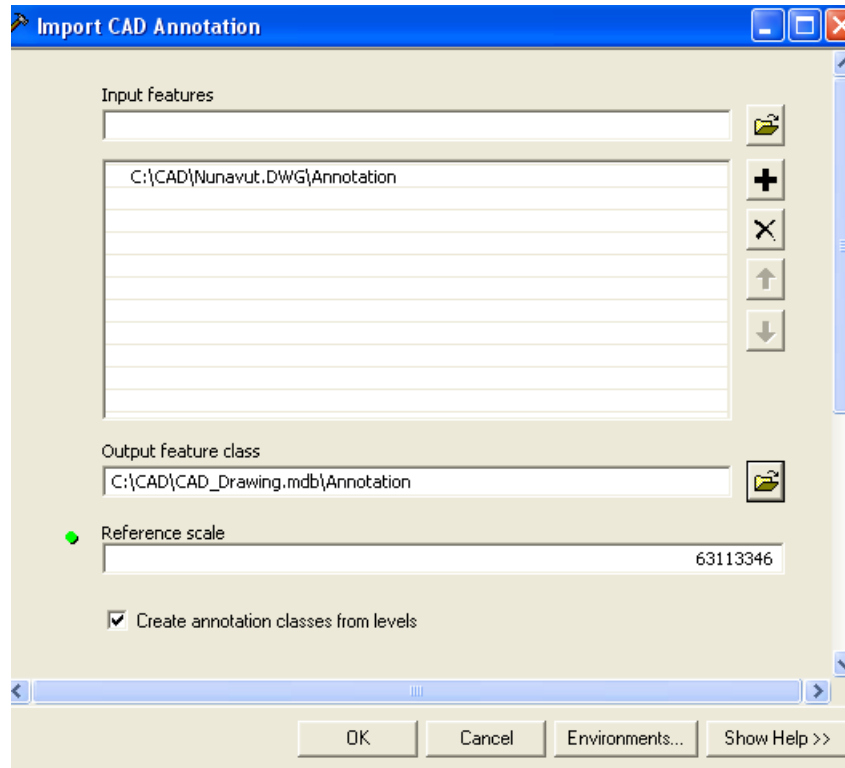 Import CAD Annotation
Input features
C:\CAD\Nunavut.DWG\Annotation
Output feature class
C:\CAD\CAD_Drawing.mdb\Annotation
Reference scale
63113346
Create annotation classes from levels
OK Cancel Environments... Show Help >>